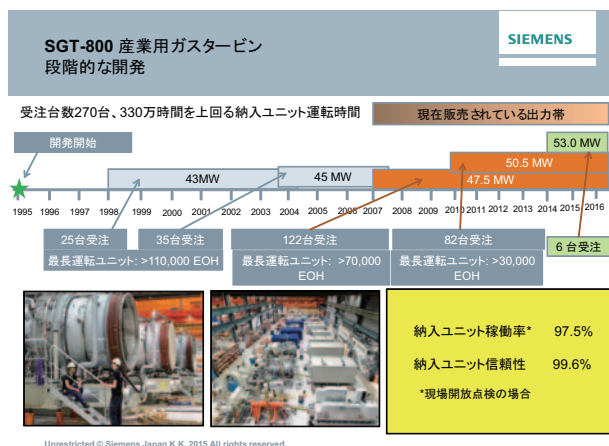 SGT-800 産業用ガスタービン
段階的な開発
SIEMENS
受注台数270台、330万時間を上回る納入ユニット運転時間
現在販売されている出力帯
開発開始
53.0 MW
50.5 MW
43MW
45 MW
47.5 MW
1995 1996 1997 1998 1999 2000 2001 2002 2003 2004 2005 2006 2007 2008 2009 2010 2011 2012 2013 2014 2015 2016
25台受注
35台受注
最長運転ユニット: >110,000 EOH
122台受注
最長運転ユニット: >70,000
EOH
82台受注
最長運転ユニット: >30,000
EOH
6 台受注
納入ユニット稼働率* 97.5%
納入ユニット信頼性 99.6%
*現場開放点検の場合
Unrestricted © Siemens Japan K.K. 2015 All rights reserved